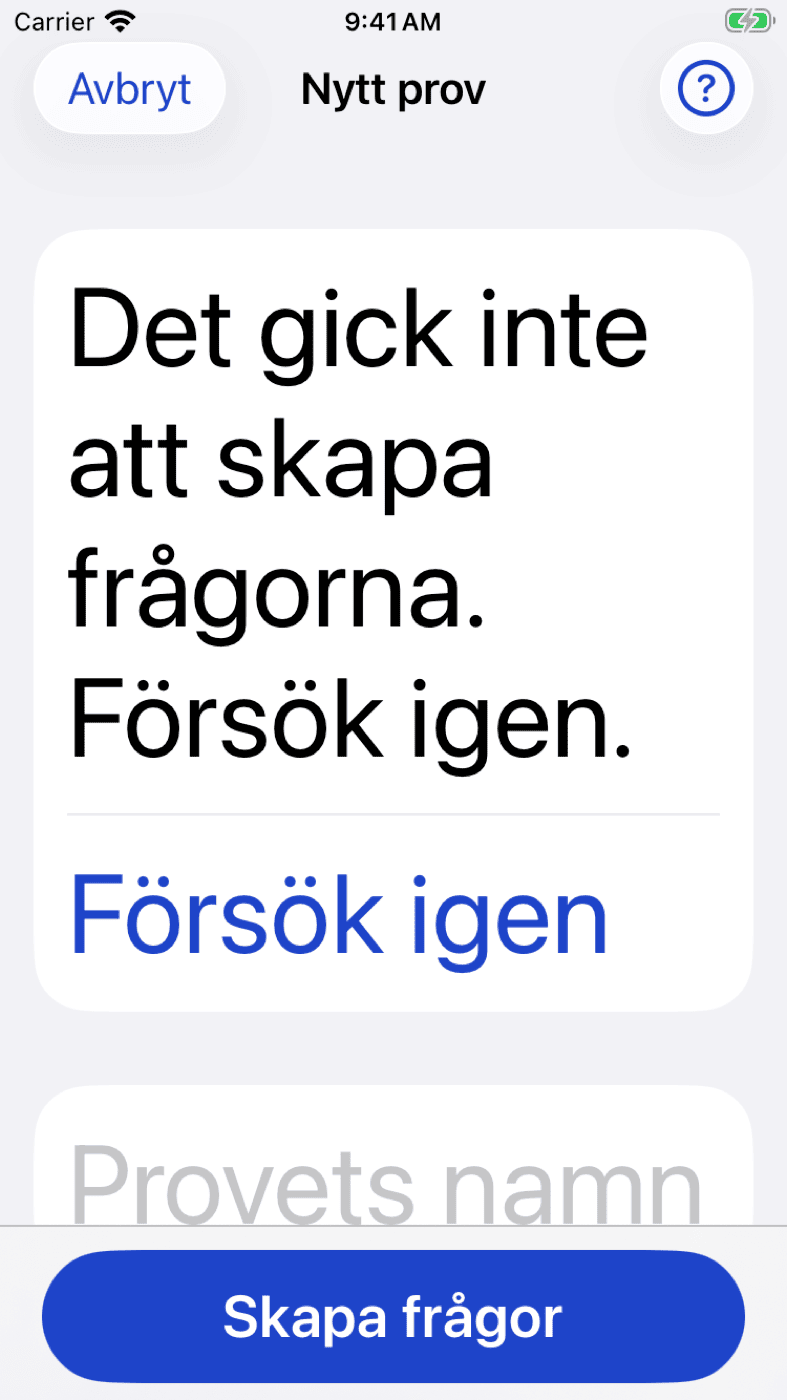 Carrier 9:41 AM
Avbryt Nytt prov ?
Det gick inte
att skapa
frågorna.
Försök igen.
Försök igen
Provets namn
Skapa frågor